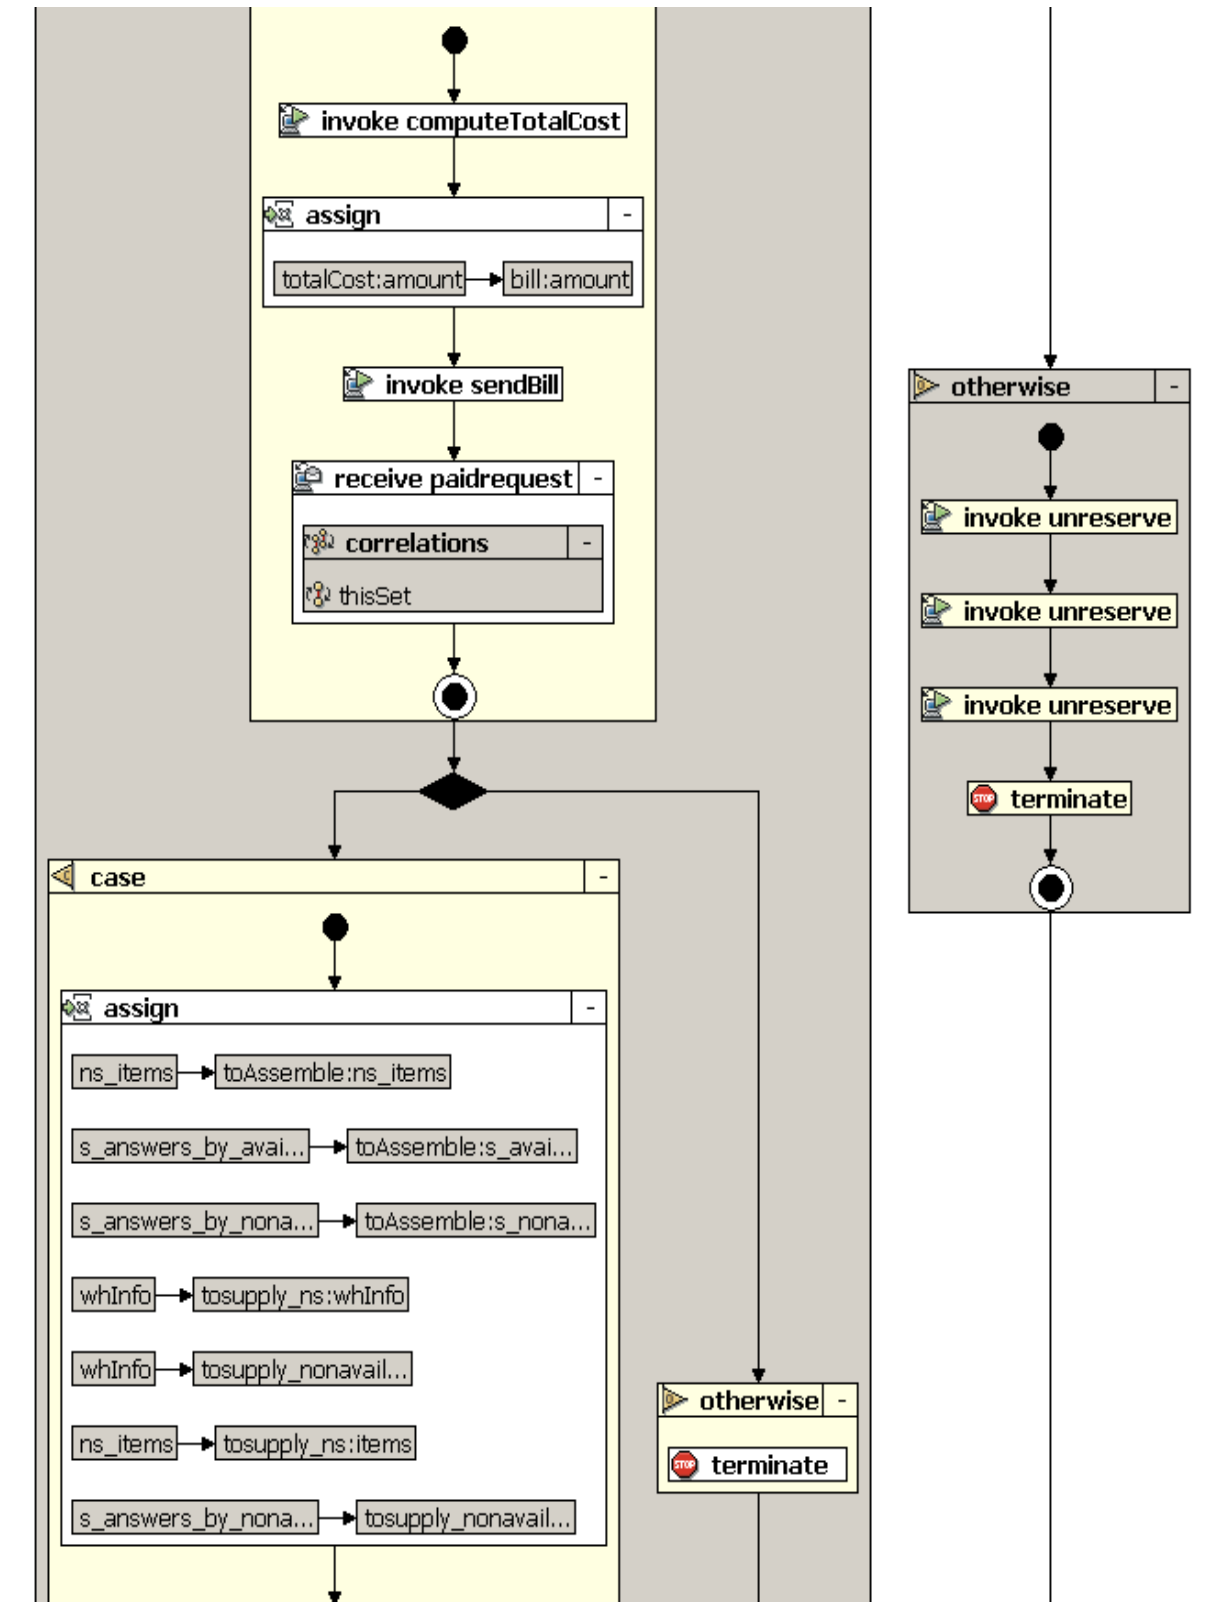 invoke computeTotalCost
assign -
totalCost:amount bill:amount
invoke sendBill
receive paidrequest -
correlations -
thisSet
case -
assign -
ns_items toAssemble:ns_items
s_answers_by_avai... toAssemble:s_avai...
s_answers_by_nona... toAssemble:s_nona...
whInfo tosupply_ns:whInfo
whInfo tosupply_nonavail...
ns_items tosupply_ns:items
s_answers_by_nona... tosupply_nonavail...
otherwise -
STOP terminate
otherwise -
invoke unreserve
invoke unreserve
invoke unreserve
STOP terminate